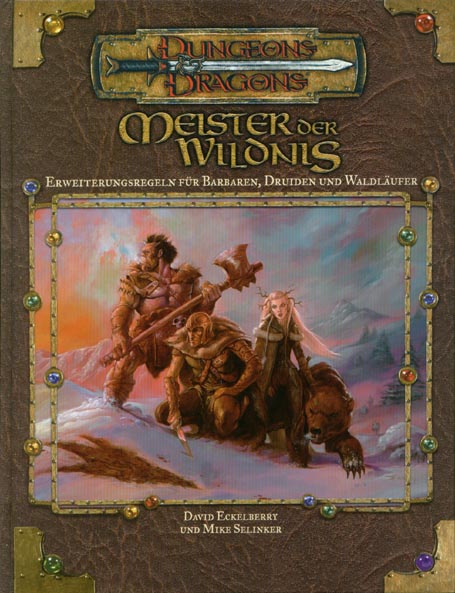 DUNGEONS
& DRAGONS
MEISTER DER
WILDNIS
ERWEITERUNGSREGELN FÜR BARBAREN, DRUIDEN UND WALDLÄUFER
DAVID ECKELBERRY
UND MIKE SELINKER